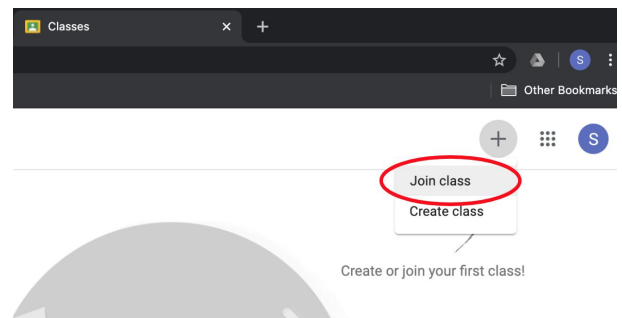 Classes
S
Other Bookmarks
S
Join class
Create class
Create or join your first class!